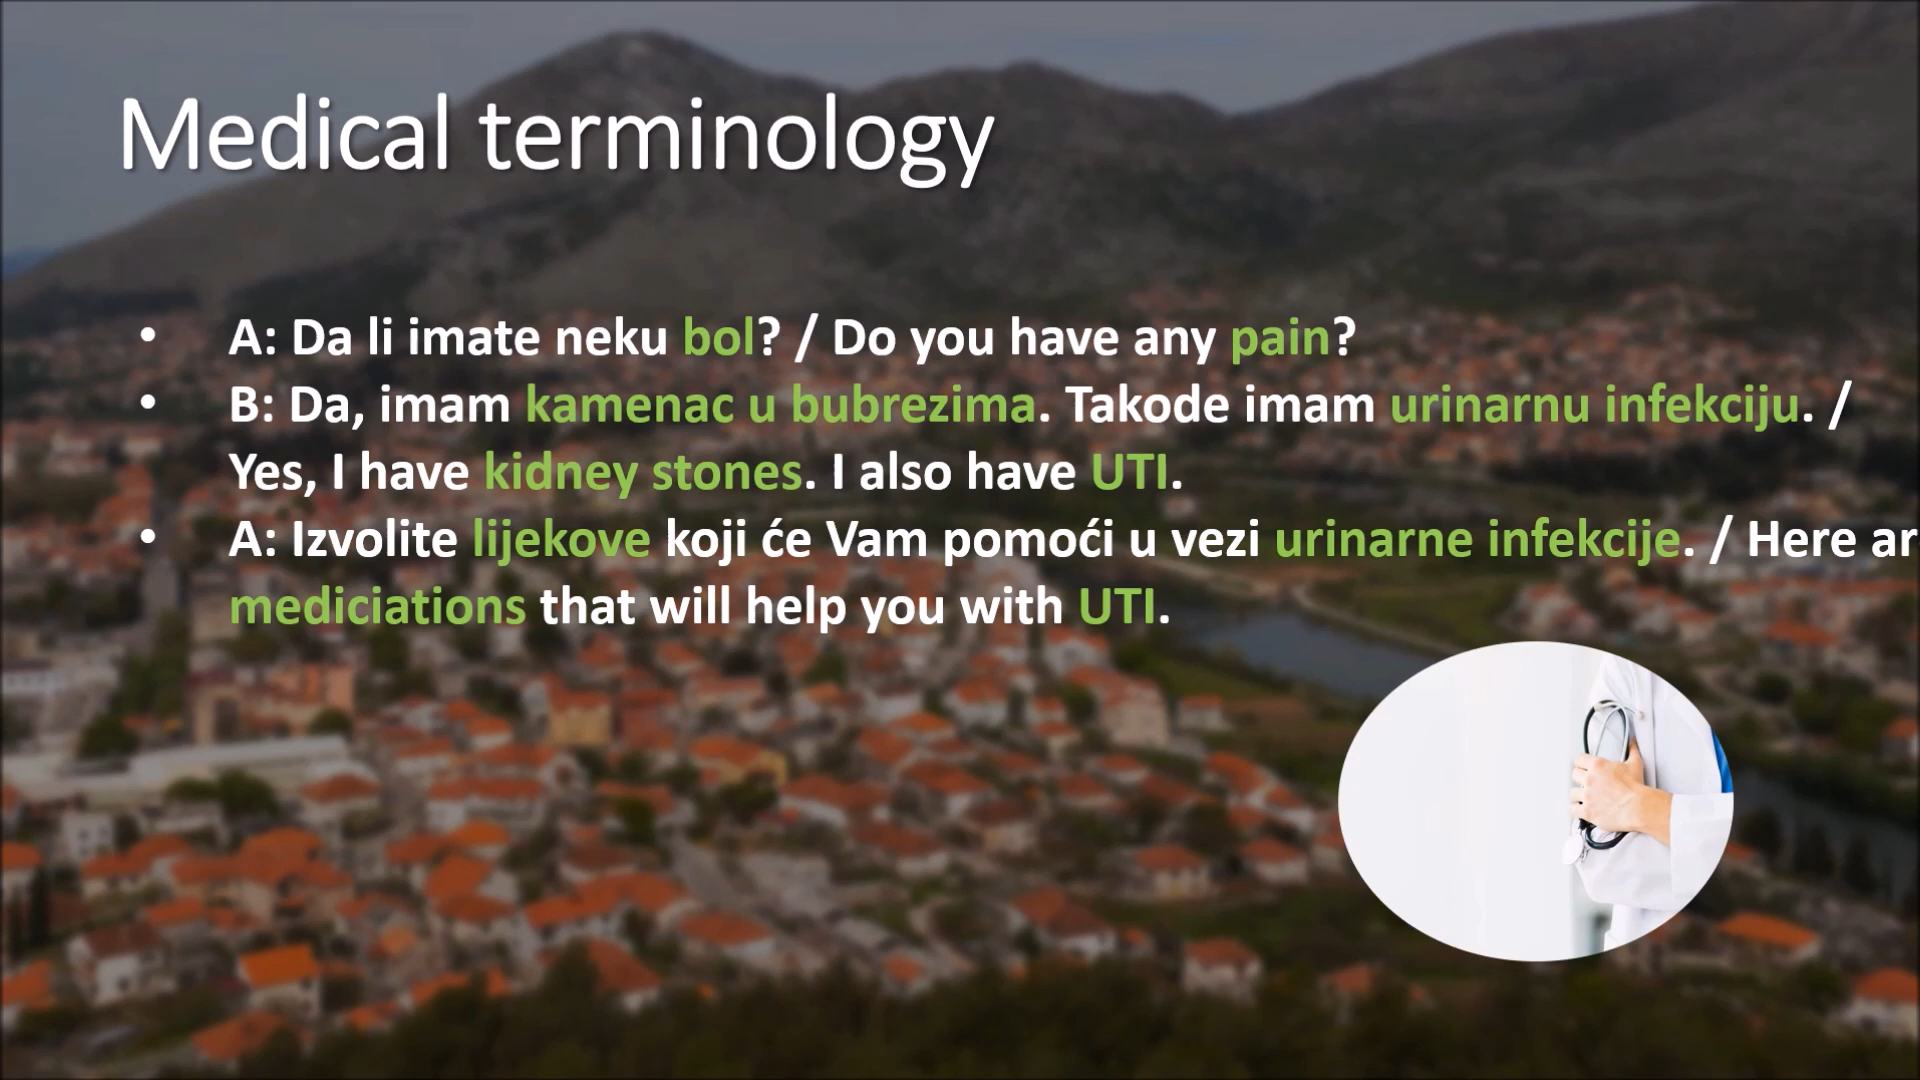 Medical terminology
• A: Da li imate neku bol? / Do you have any pain?
• B: Da, imam kamenac u bubrezima. Takode imam urinarnu infekciju. /
Yes, I have kidney stones. I also have UTI.
• A: Izvolite lijekove koji će Vam pomoći u vezi urinarne infekcije. / Here ar
mediciations that will help you with UTI.